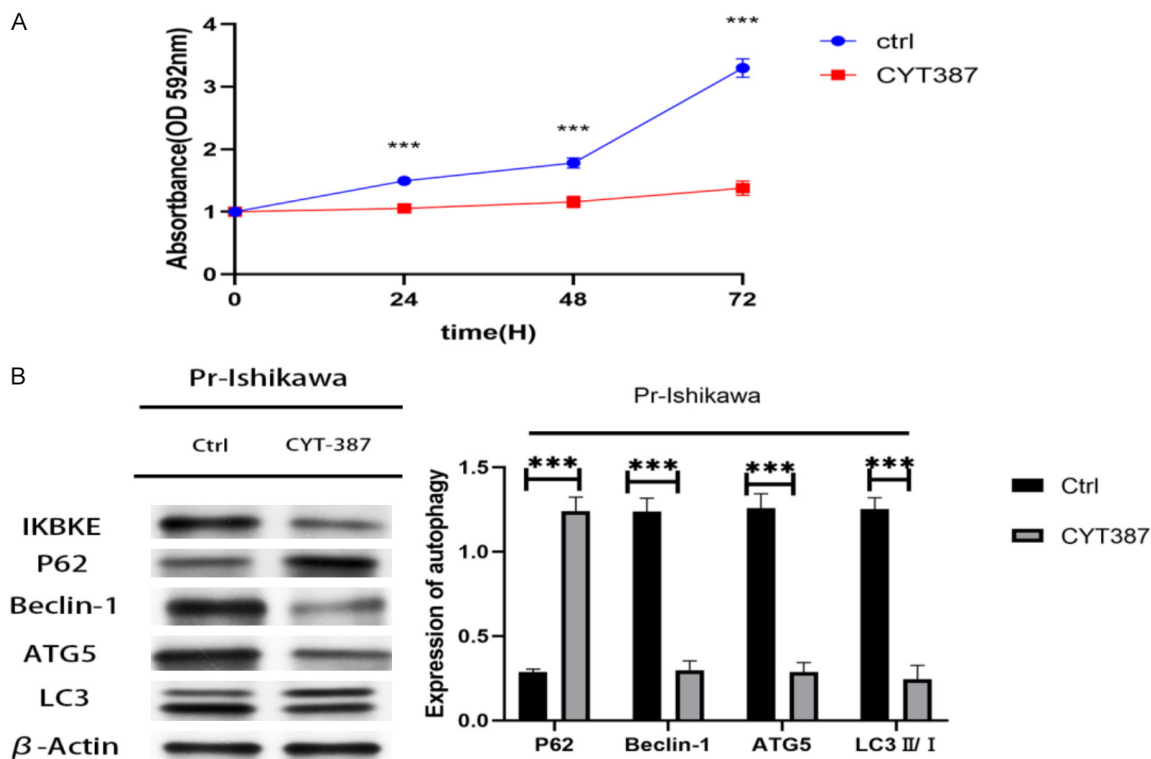 A
Absortbance(OD 592nm)
4
3
2
1
0
***
***
***
0
24
48
72
time(H)
ctrl
CYT387
B
Pr-Ishikawa
Ctrl
CYT-387
IKBKE
P62
Beclin-1
ATG5
LC3
β-Actin
Pr-Ishikawa
Expression of autophagy
1.5
1.0
0.5
0.0
***
***
***
***
P62
Beclin-1
ATG5
LC3 Ⅱ/Ⅰ
Ctrl
CYT387